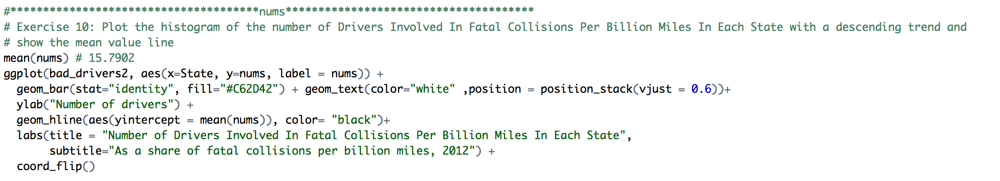 #**************************************nums**************************************
# Exercise 10: Plot the histogram of the number of Drivers Involved In Fatal Collisions Per Billion Miles In Each State with a descending trend and
# show the mean value line
mean(nums) # 15.7902
ggplot(bad_drivers2, aes(x=State, y=nums, label = nums)) +
  geom_bar(stat="identity", fill="#C62D42") + geom_text(color="white" ,position = position_stack(vjust = 0.6))+
  ylab("Number of drivers") +
  geom_hline(aes(yintercept = mean(nums)), color= "black")+
  labs(title = "Number of Drivers Involved In Fatal Collisions Per Billion Miles In Each State",
       subtitle="As a share of fatal collisions per billion miles, 2012") +
  coord_flip()